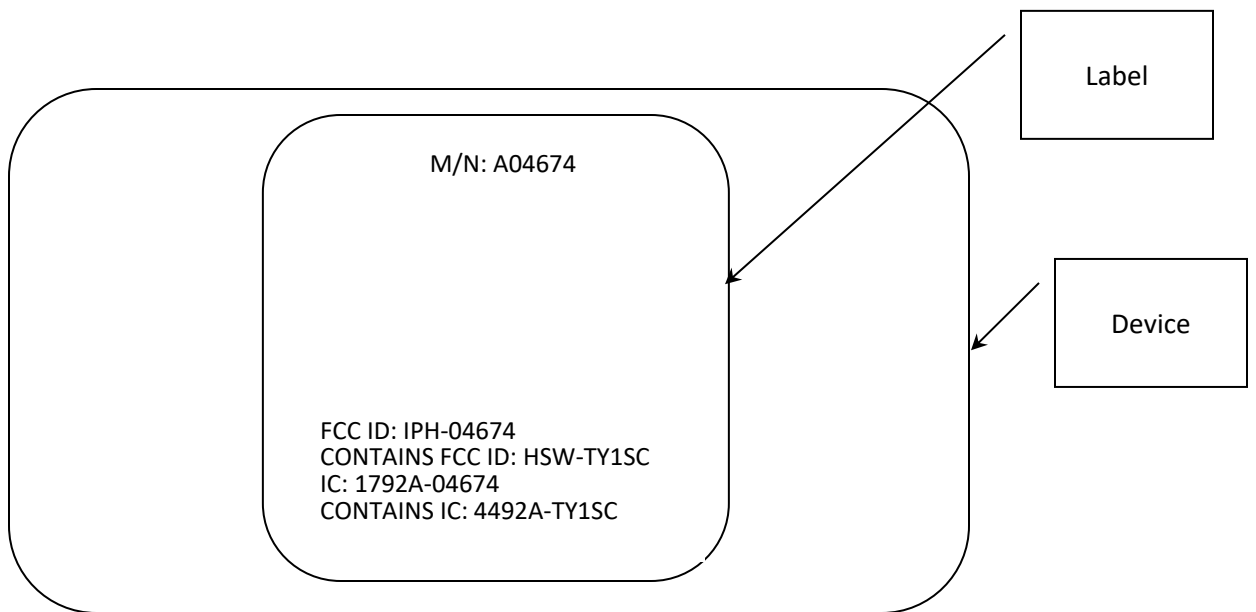 Label
M/N: A04674
Device
FCC ID: IPH-04674
CONTAINS FCC ID: HSW-TY1SC
IC: 1792A-04674
CONTAINS IC: 4492A-TY1SC